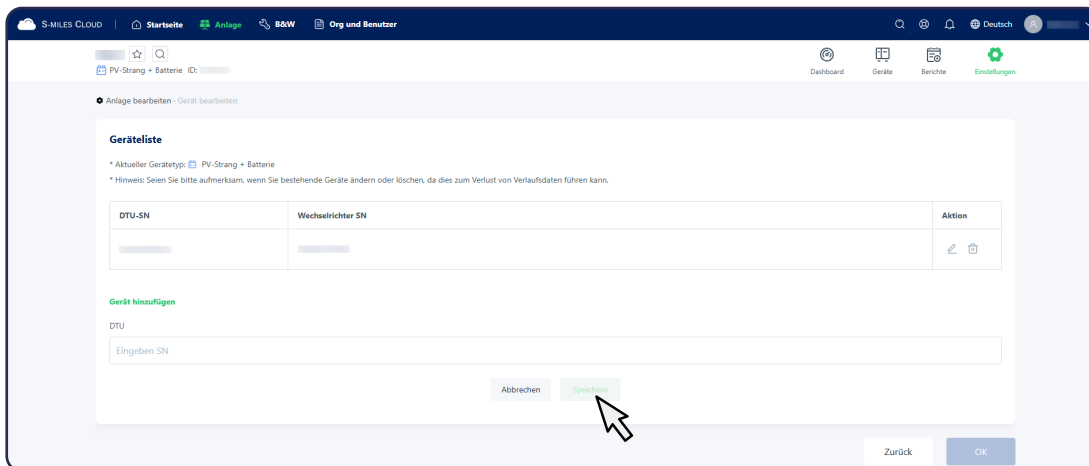 S-MILES CLOUD Startseite Anlage B&W Org und Benutzer Deutsch
PV-Strang + Batterie ID:
Dashboard Geräte Berichte Einstellungen
Anlage bearbeiten · Gerät bearbeiten
Geräteliste
* Aktueller Gerätetyp: PV-Strang + Batterie
* Hinweis: Seien Sie bitte aufmerksam, wenn Sie bestehende Geräte ändern oder löschen, da dies zum Verlust von Verlaufsdaten führen kann.
DTU-SN Wechselrichter SN Aktion
Gerät hinzufügen
DTU
Eingeben SN
Abbrechen Speichern
Zurück OK